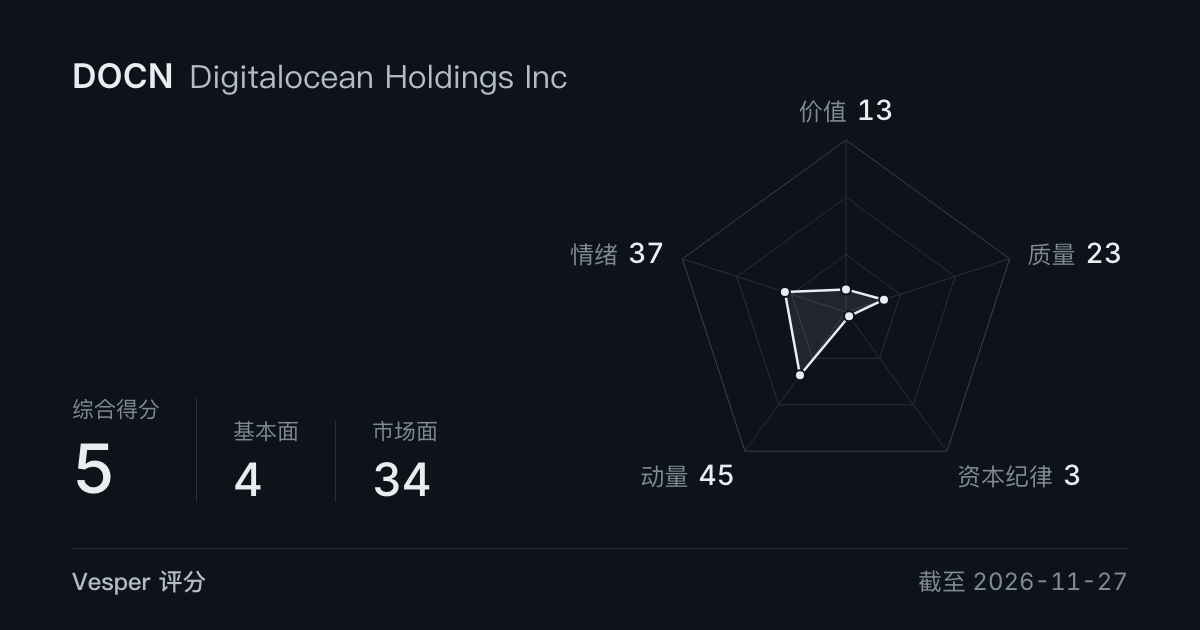 DOCN Digitalocean Holdings Inc
价值 13
情绪 37
质量 23
动量 45
资本纪律 3
综合得分
5
基本面
4
市场面
34
Vesper 评分
截至 2026-11-27